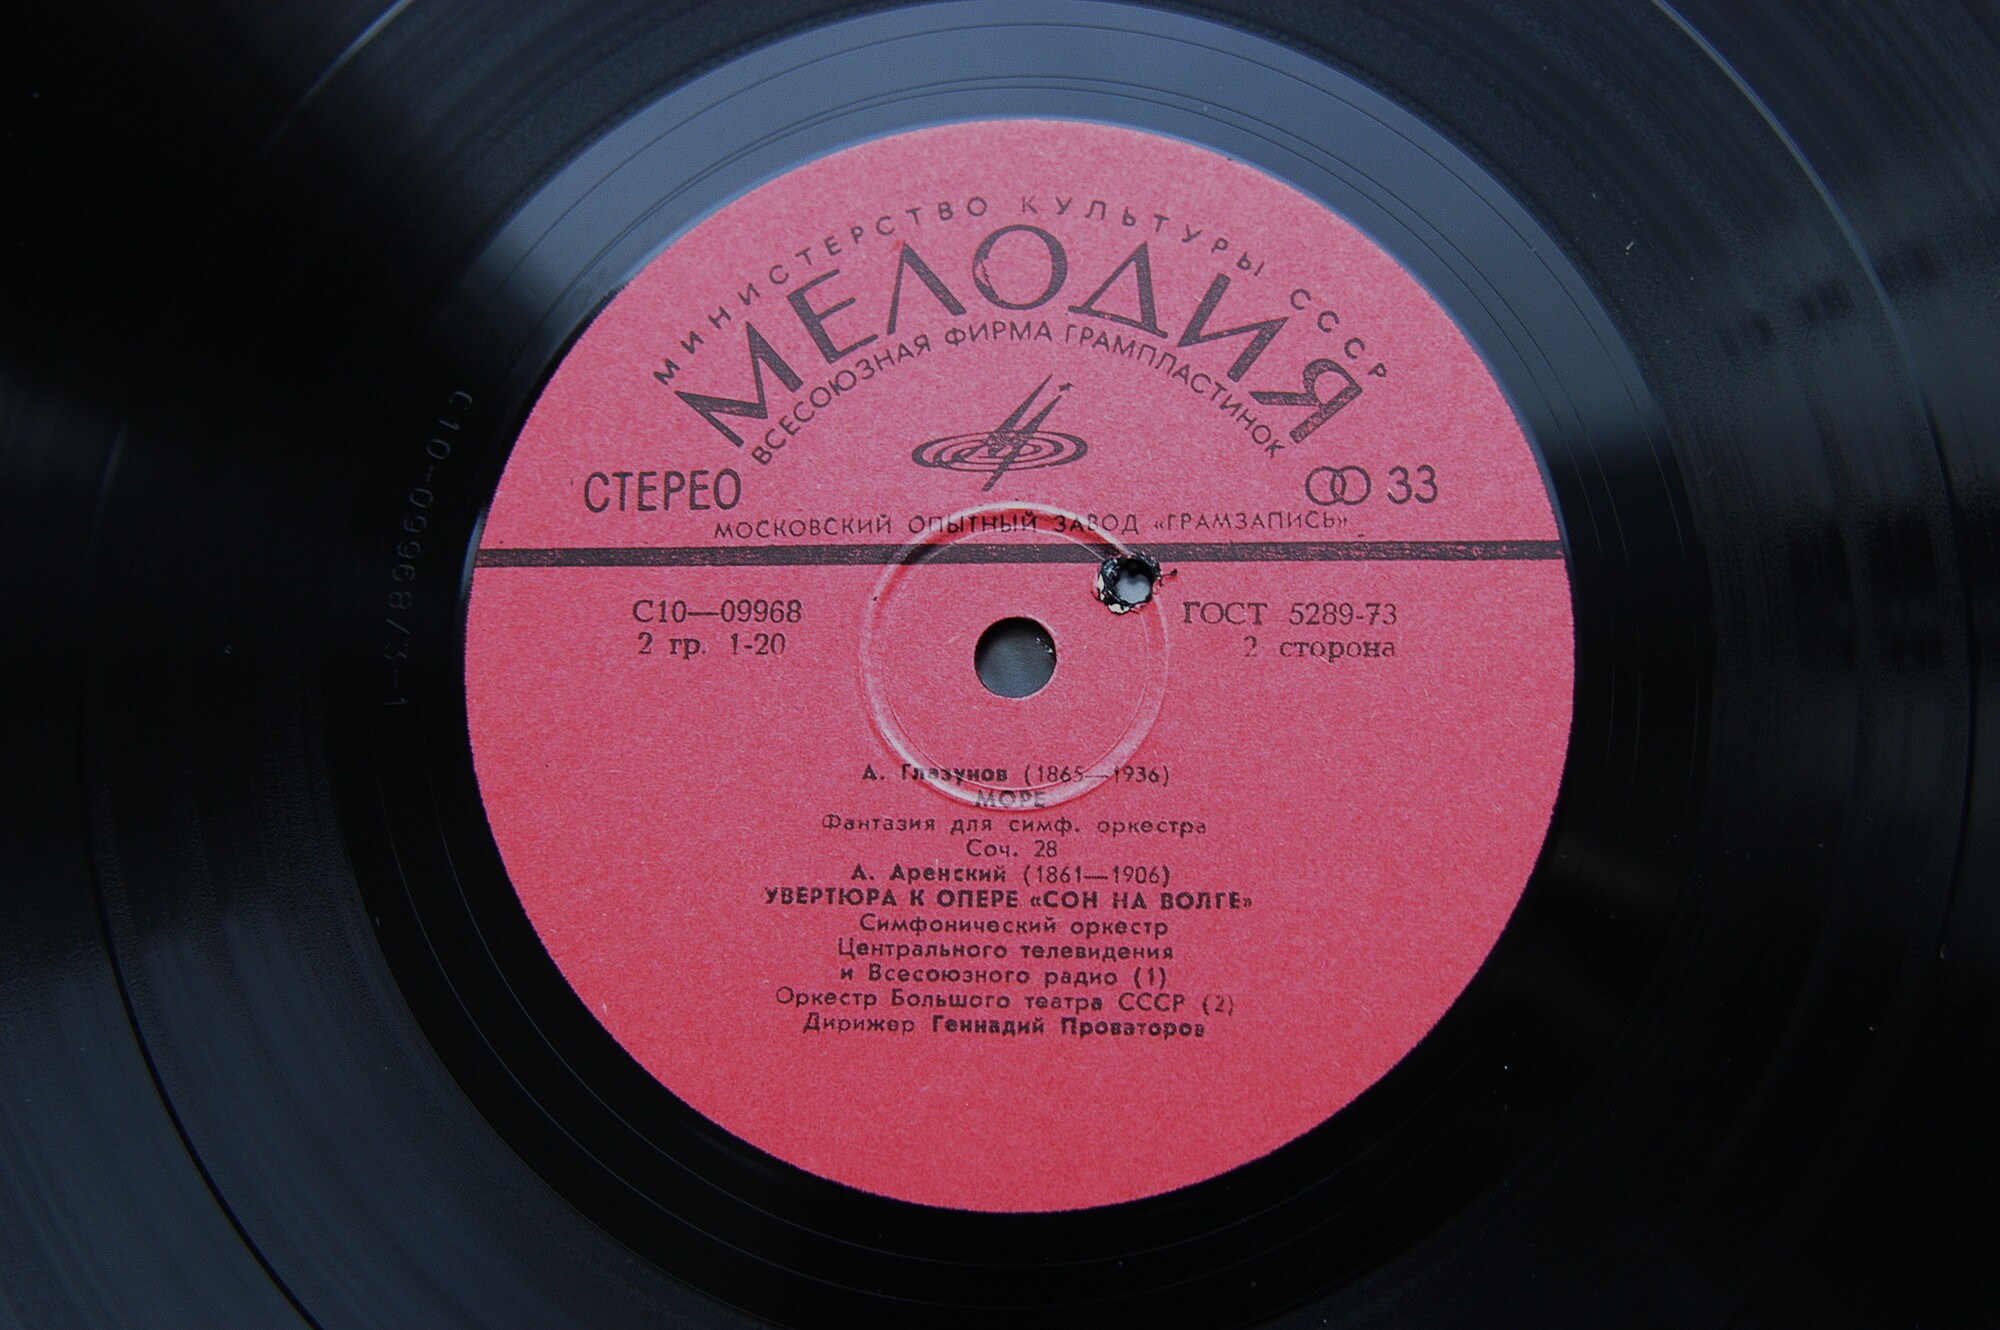 МИНИСТЕРСТВО КУЛЬТУРЫ СССР
МЕЛОДИЯ
ВСЕСОЮЗНАЯ ФИРМА ГРАМПЛАСТИНОК
СТЕРЕО
33
МОСКОВСКИЙ ОПЫТНЫЙ ЗАВОД «ГРАМЗАПИСЬ»
С10—09968
2 гр. 1-20
ГОСТ 5289-73
2 сторона
А. Глазунов (1865—1936)
МОРЕ
Фантазия для симф. оркестра
Соч. 28
А. Аренский (1861—1906)
УВЕРТЮРА К ОПЕРЕ «СОН НА ВОЛГЕ»
Симфонический оркестр
Центрального телевидения
и Всесоюзного радио (1)
Оркестр Большого театра СССР (2)
Дирижер Геннадий Проваторов
С10-09968/3-1